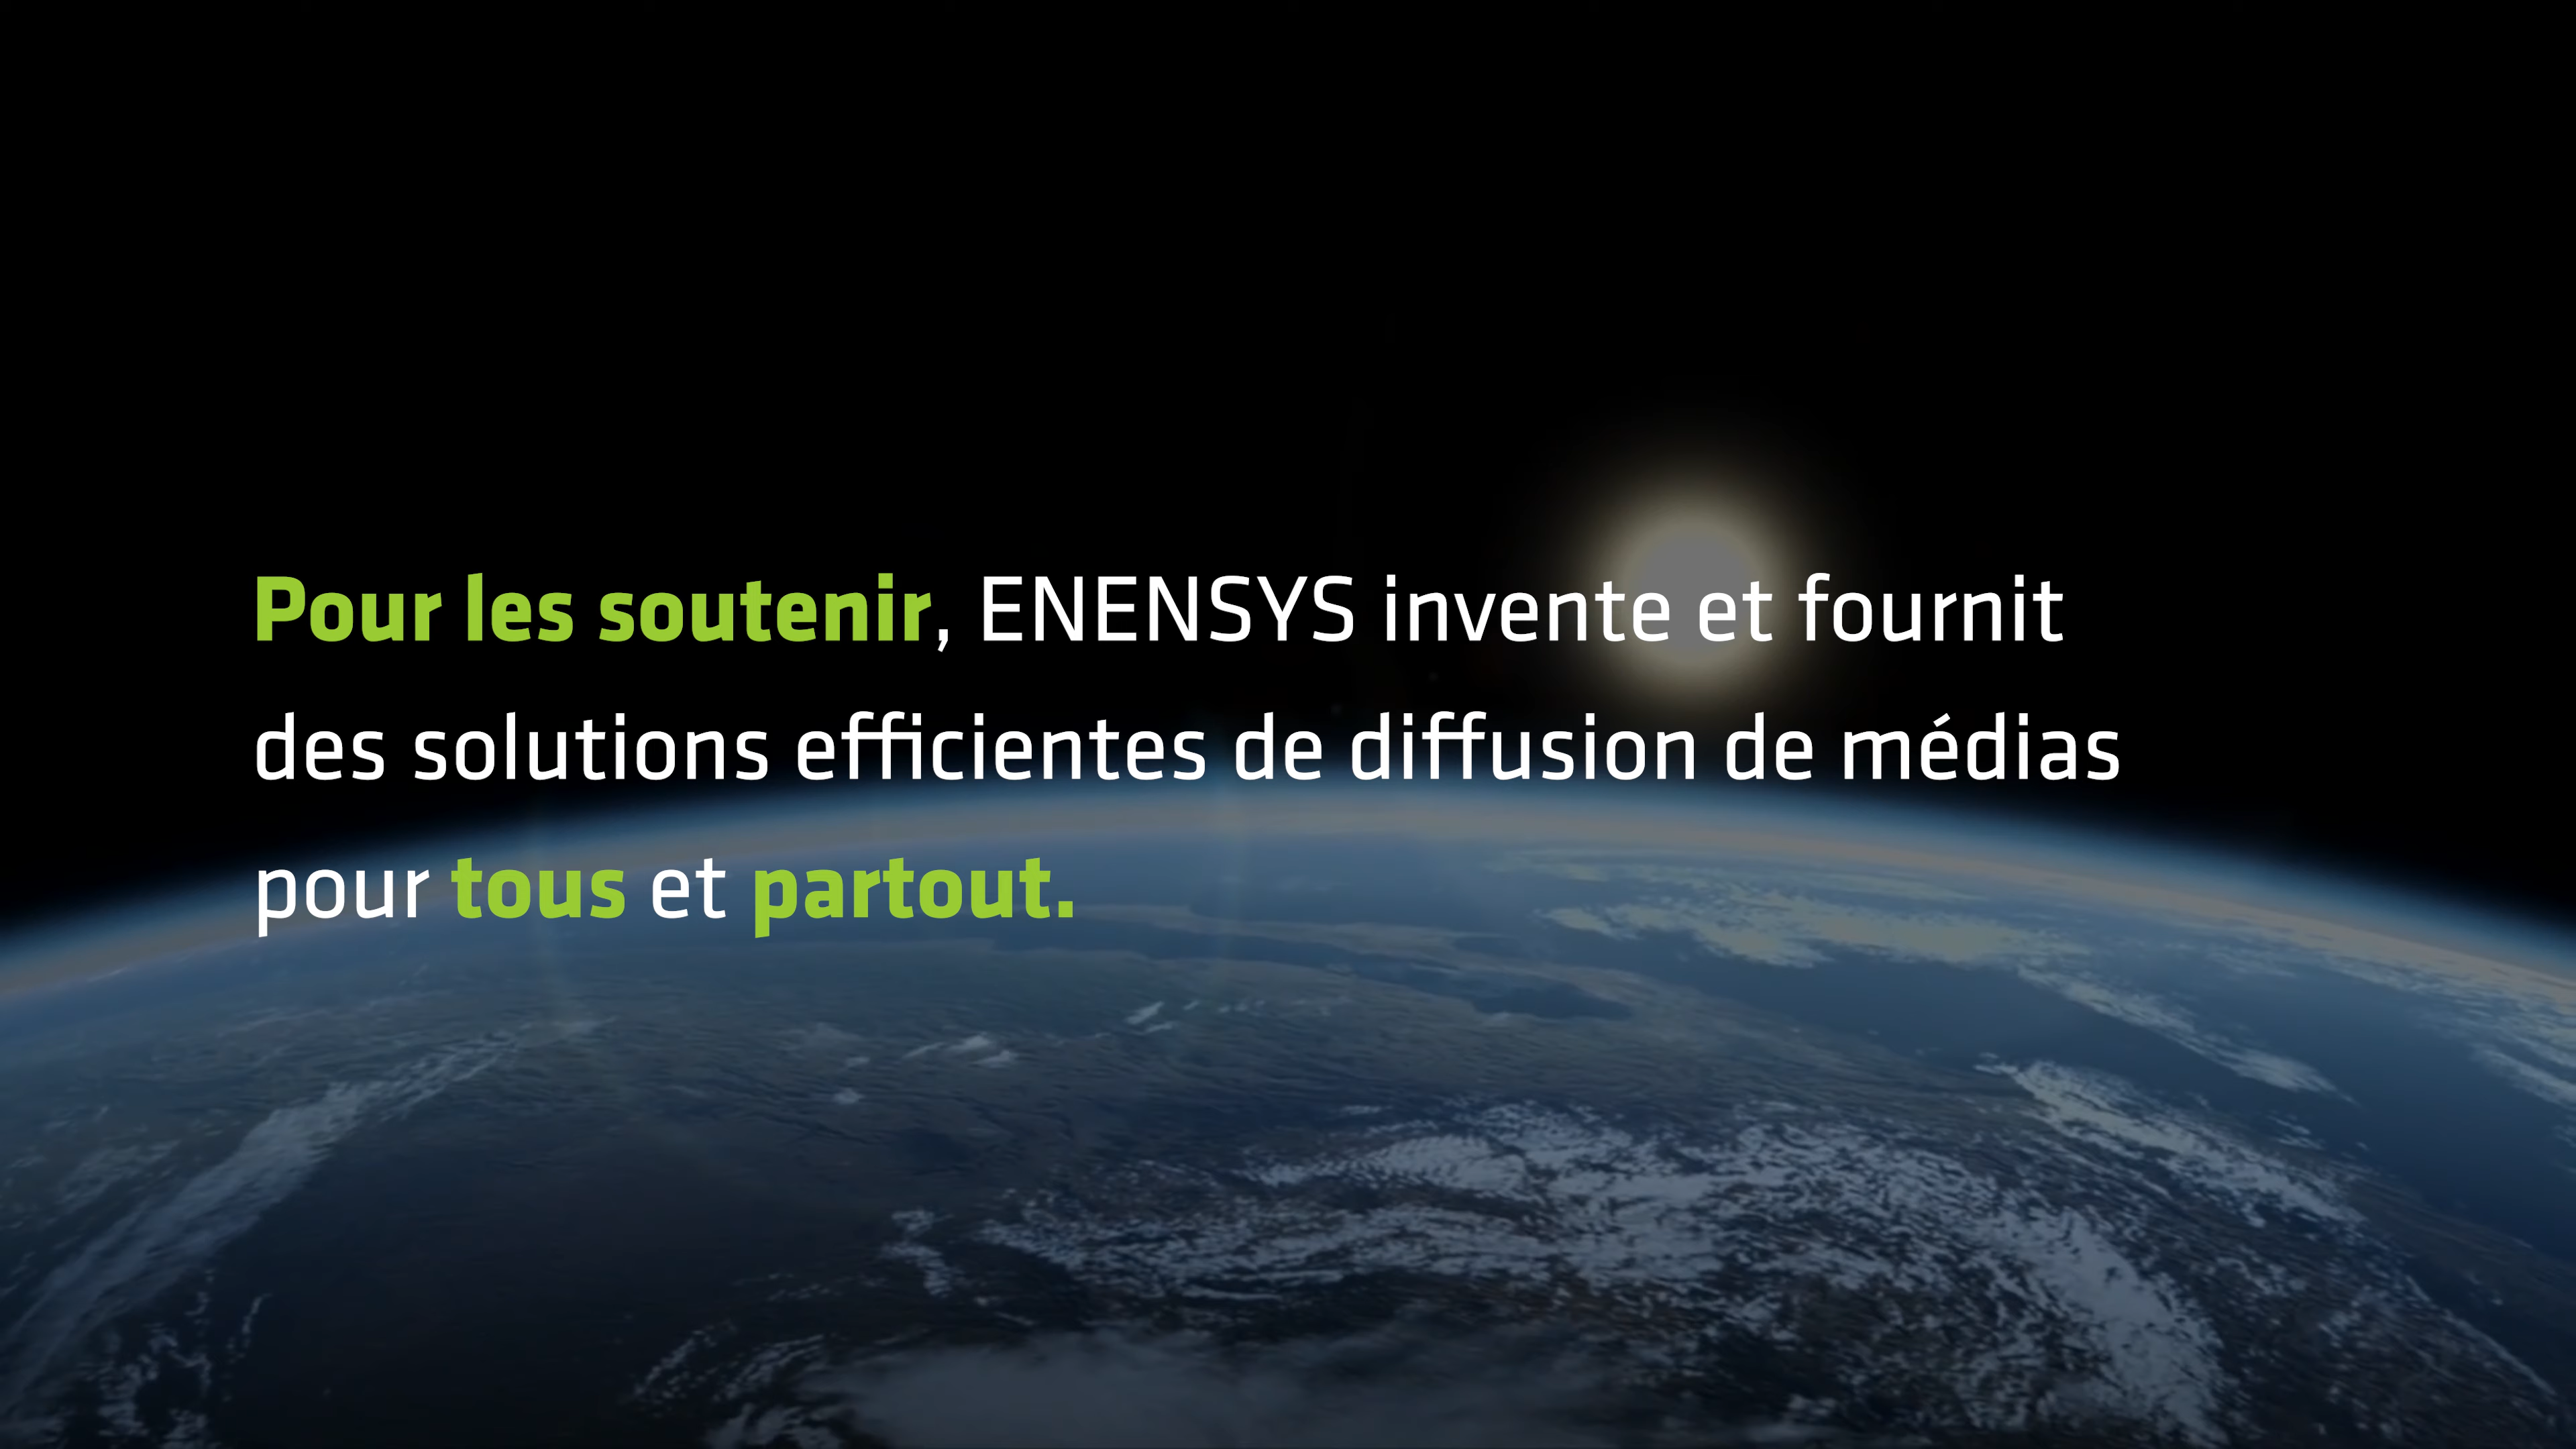 Pour les soutenir, ENENSYS invente et fournit
des solutions efficientes de diffusion de médias
pour tous et partout.